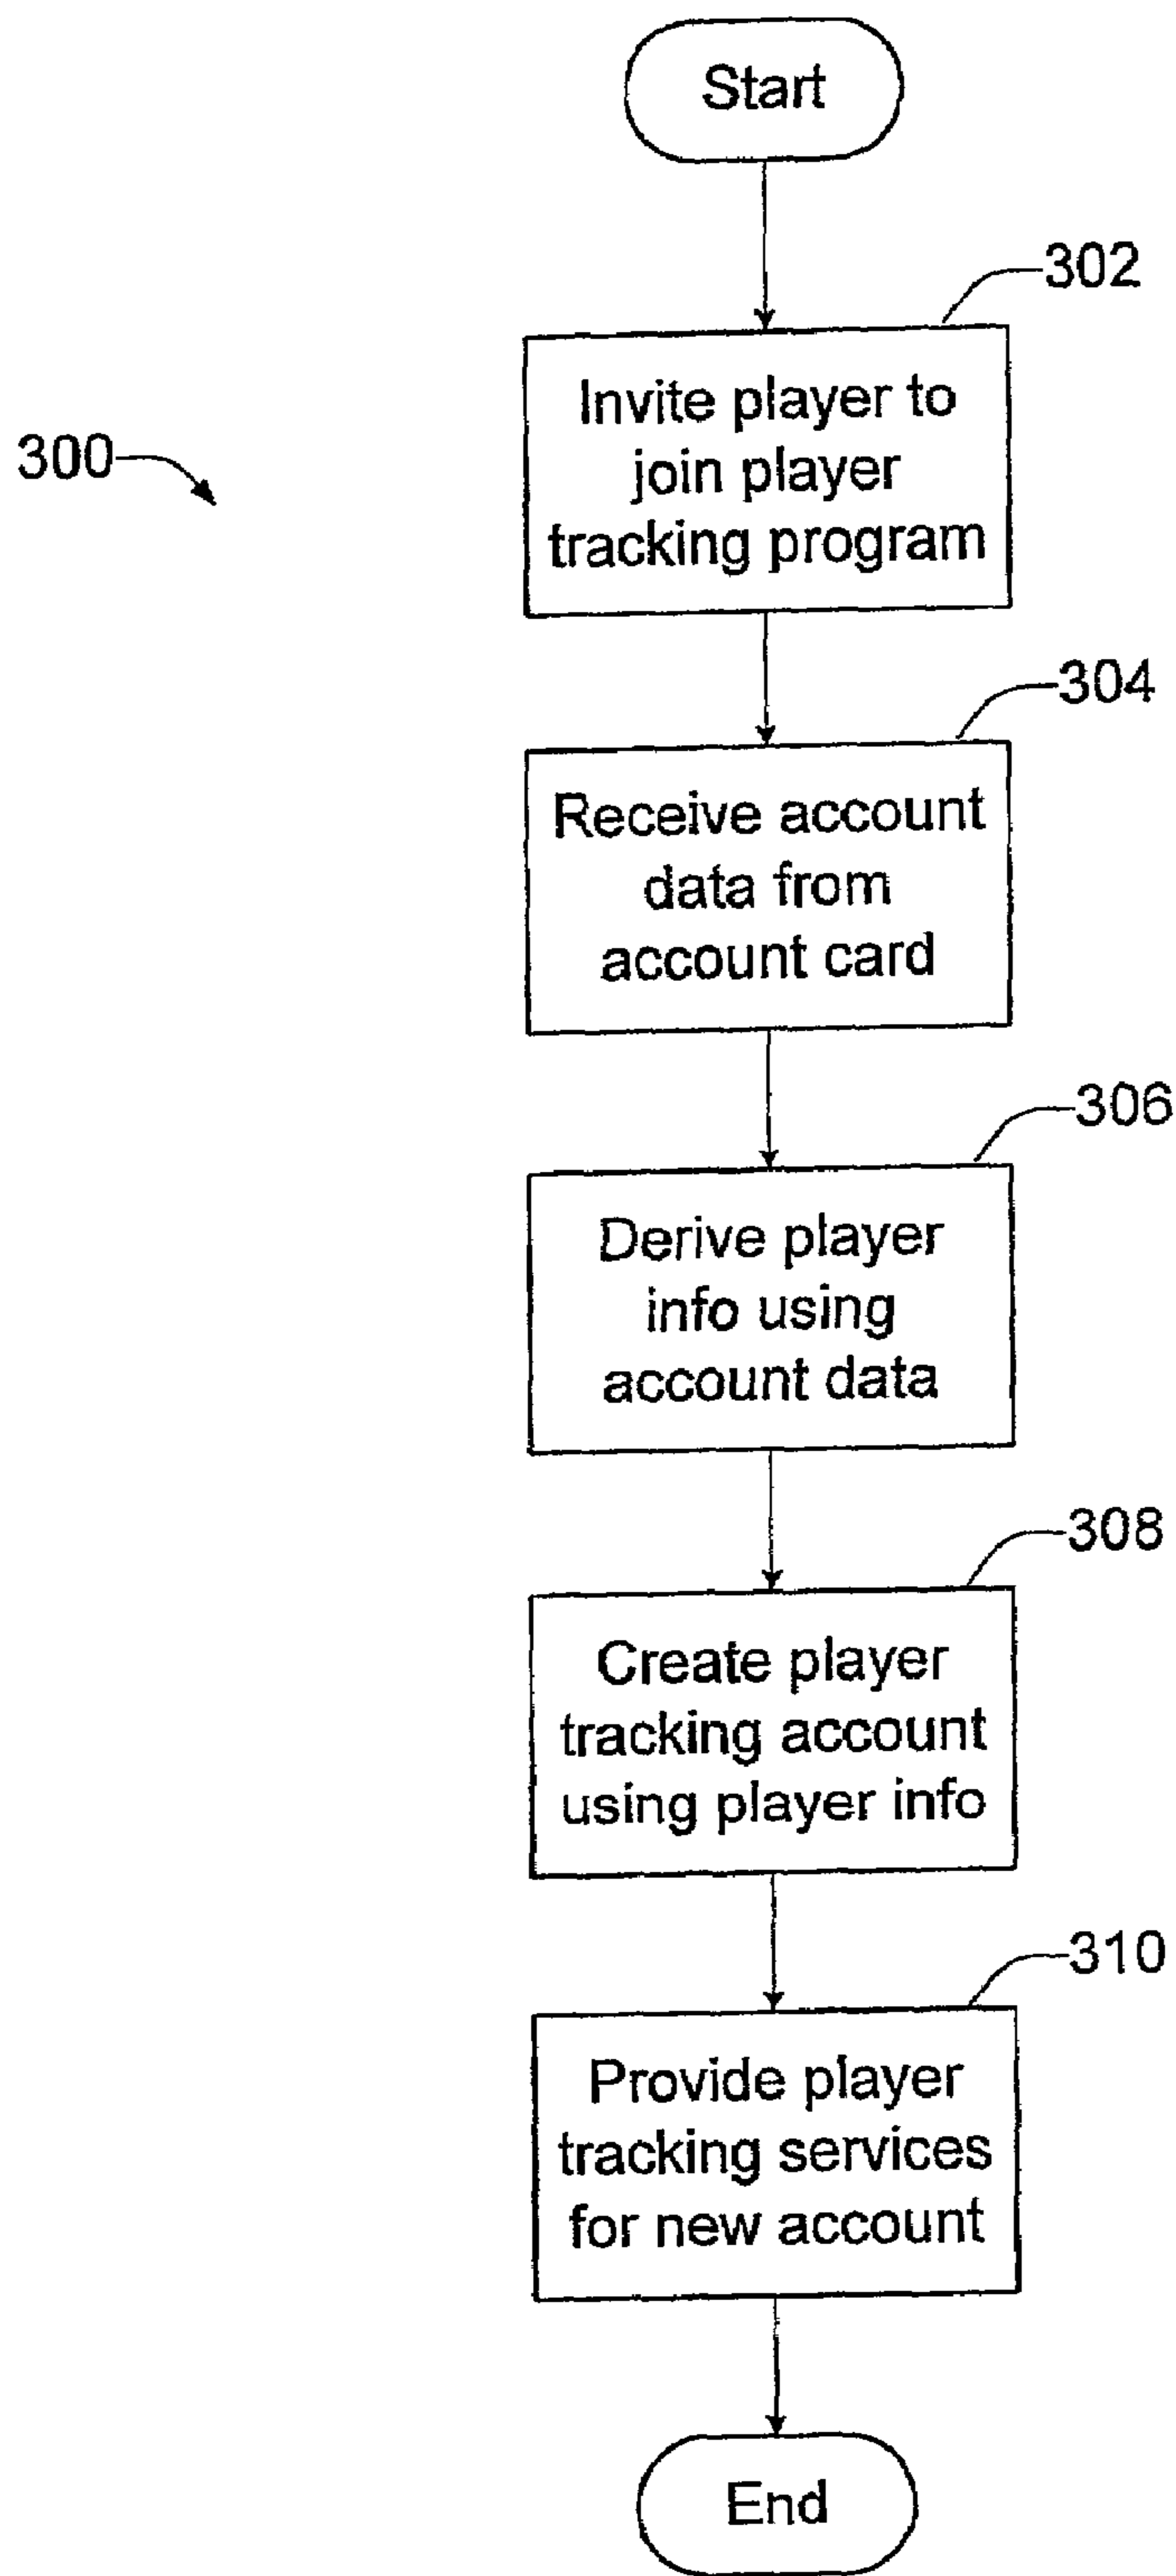 Start
302
Invite player to
join player
tracking program
300
304
Receive account
data from
account card
306
Derive player
info using
account data
308
Create player
tracking account
using player info
310
Provide player
tracking services
for new account
End